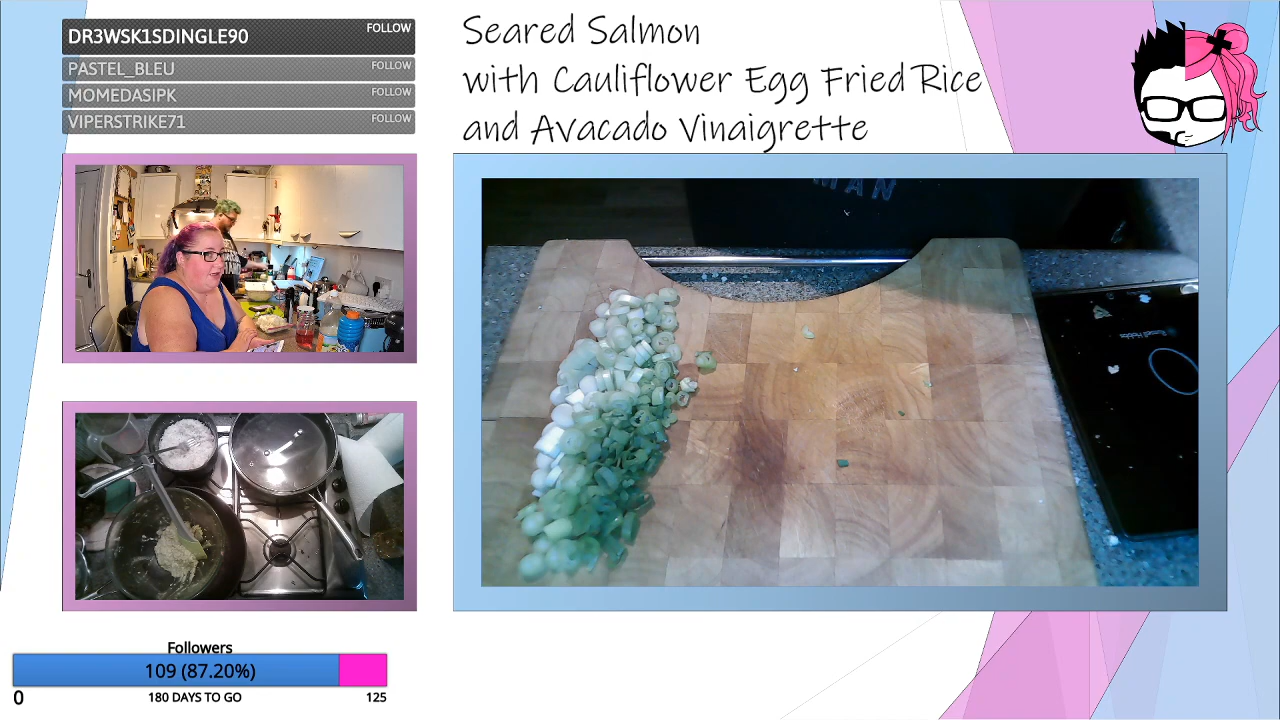 DR3WSK1SDINGLE90 FOLLOW
PASTEL_BLEU FOLLOW
MOMEDASIPK FOLLOW
VIPERSTRIKE71 FOLLOW
Seared Salmon
with Cauliflower Egg Fried Rice
and Avacado Vinaigrette
MAN
Followers
109 (87.20%)
0 180 DAYS TO GO 125